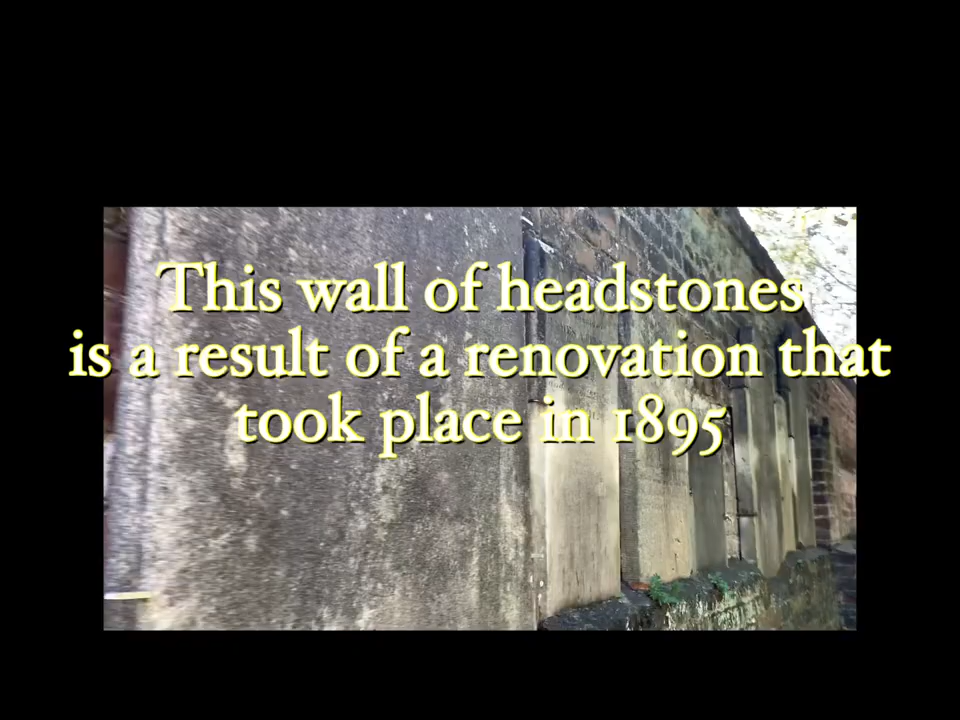 This wall of headstones
is a result of a renovation that
took place in 1895